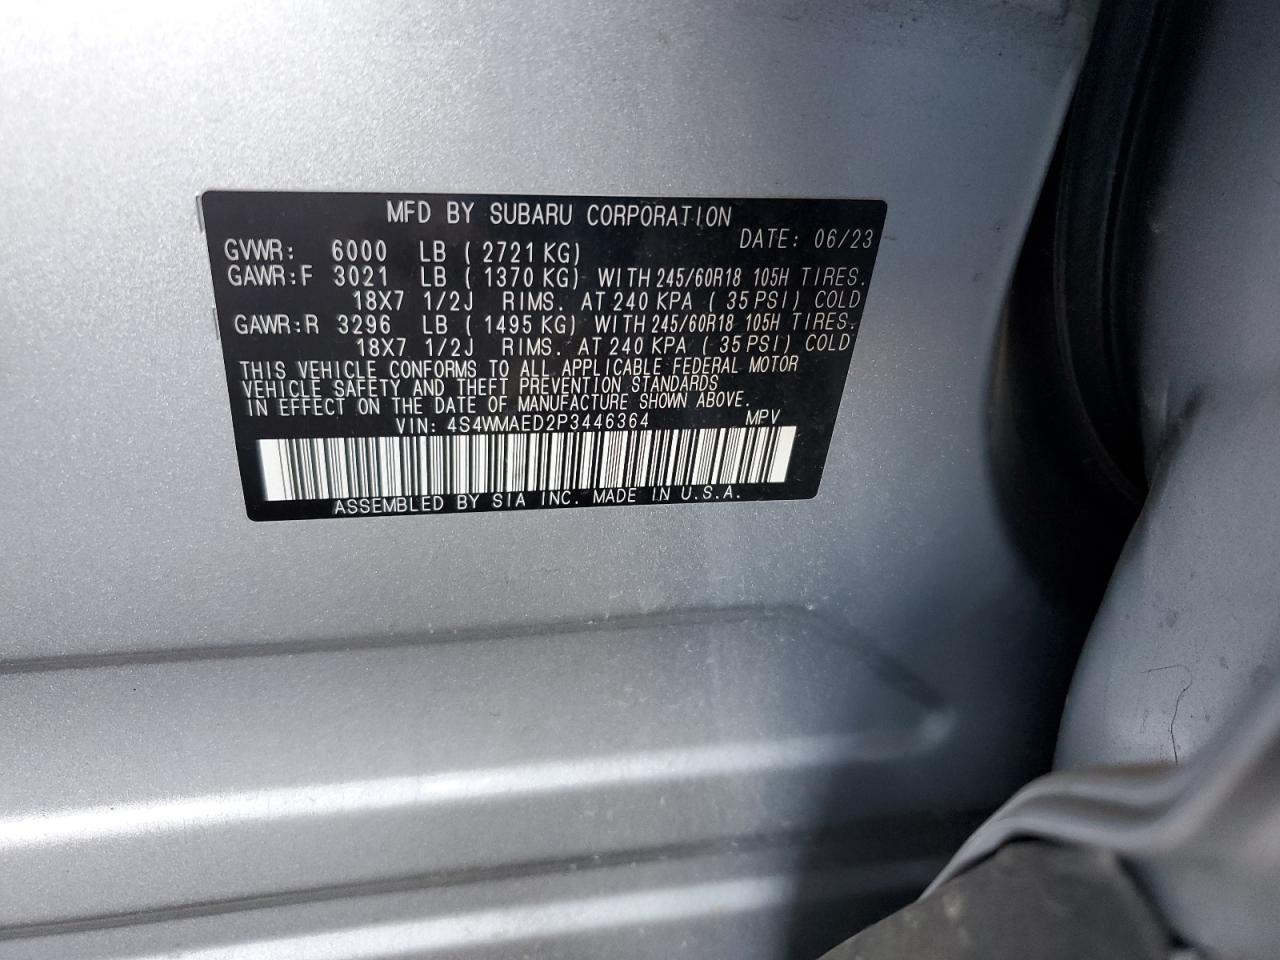 MFD BY SUBARU CORPORATION
DATE: 06/23
GVWR: 6000 LB ( 2721 KG)
GAWR:F 3021 LB ( 1370 KG) WITH 245/60R18 105H TIRES.
18X7 1/2J RIMS. AT 240 KPA ( 35 PSI) COLD
GAWR:R 3296 LB ( 1495 KG) WITH 245/60R18 105H TIRES.
18X7 1/2J RIMS. AT 240 KPA ( 35 PSI) COLD
THIS VEHICLE CONFORMS TO ALL APPLICABLE FEDERAL MOTOR
VEHICLE SAFETY AND THEFT PREVENTION STANDARDS
IN EFFECT ON THE DATE OF MANUFACTURE SHOWN ABOVE.
VIN: 4S4WMAED2P3446364 MPV
ASSEMBLED BY SIA INC. MADE IN U.S.A.